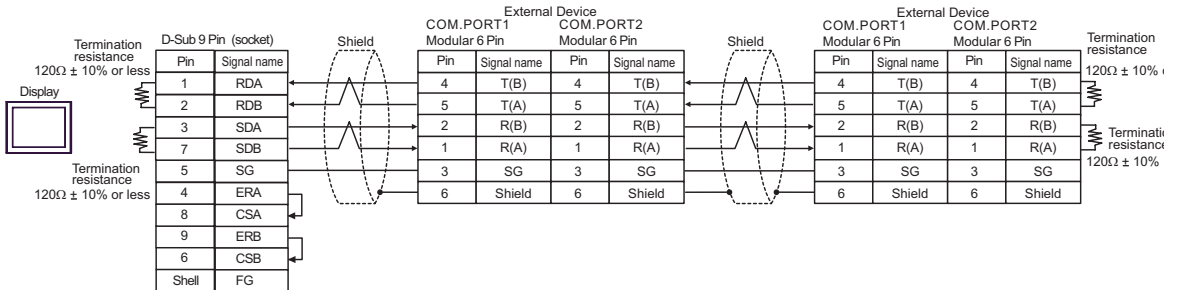 External Device
COM.PORT1 COM.PORT2
Modular 6 Pin Modular 6 Pin
External Device
COM.PORT1 COM.PORT2
Modular 6 Pin Modular 6 Pin
Termination
resistance
120Ω ± 10% or less
D-Sub 9 Pin (socket)
Shield
Shield
Termination
resistance
120Ω ± 10%
Display
Pin Signal name
1 RDA
2 RDB
3 SDA
7 SDB
5 SG
4 ERA
8 CSA
9 ERB
6 CSB
Shell FG
Termination
resistance
120Ω ± 10% or less
Pin Signal name Pin Signal name
4 T(B) 4 T(B)
5 T(A) 5 T(A)
2 R(B) 2 R(B)
1 R(A) 1 R(A)
3 SG 3 SG
6 Shield 6 Shield
Pin Signal name Pin Signal name
4 T(B) 4 T(B)
5 T(A) 5 T(A)
2 R(B) 2 R(B)
1 R(A) 1 R(A)
3 SG 3 SG
6 Shield 6 Shield
resistance
120Ω ± 10%